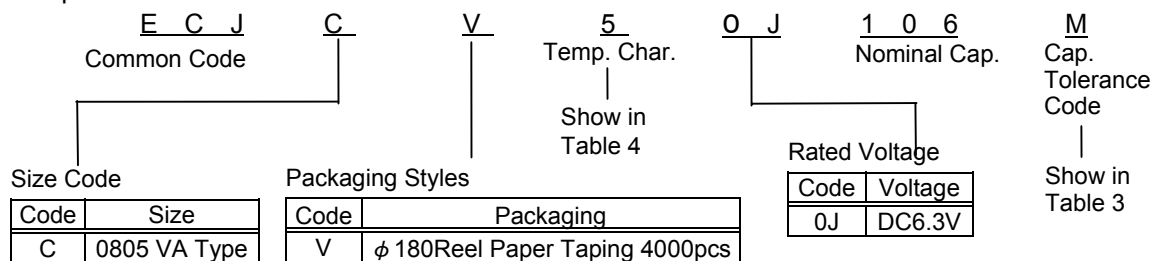 E C J C V 5 0 J 1 0 6 M
Common Code Temp. Char. Nominal Cap. Cap. Tolerance Code
Show in Table 4
Show in Table 3
Size Code
Code Size
C 0805 VA Type
Packaging Styles
Code Packaging
V φ180Reel Paper Taping 4000pcs
Rated Voltage
Code Voltage
0J DC6.3V